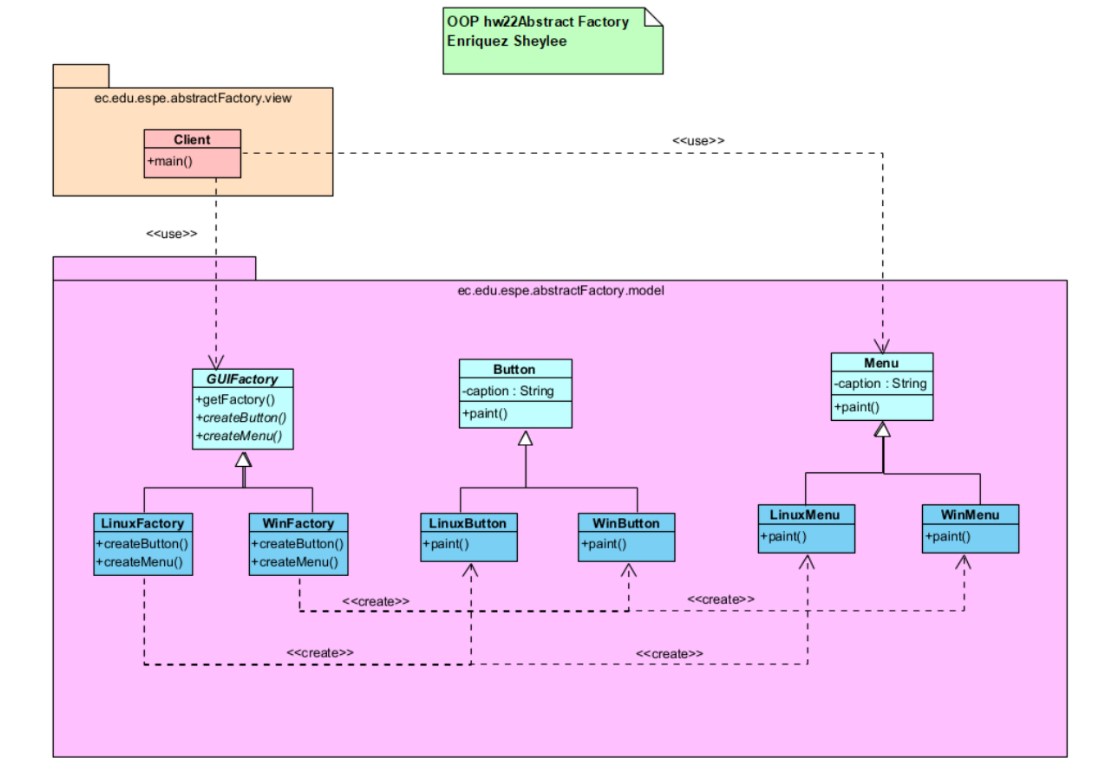 OOP hw22Abstract Factory
Enriquez Sheylee
ec.edu.espe.abstractFactory.view
Client
+main()
<<use>>
<<use>>
ec.edu.espe.abstractFactory.model
GUIFactory
+getFactory()
+createButton()
+createMenu()
Button
-caption : String
+paint()
Menu
-caption : String
+paint()
LinuxFactory
+createButton()
+createMenu()
WinFactory
+createButton()
+createMenu()
LinuxButton
+paint()
WinButton
+paint()
LinuxMenu
+paint()
WinMenu
+paint()
<<create>>
<<create>>
<<create>>
<<create>>